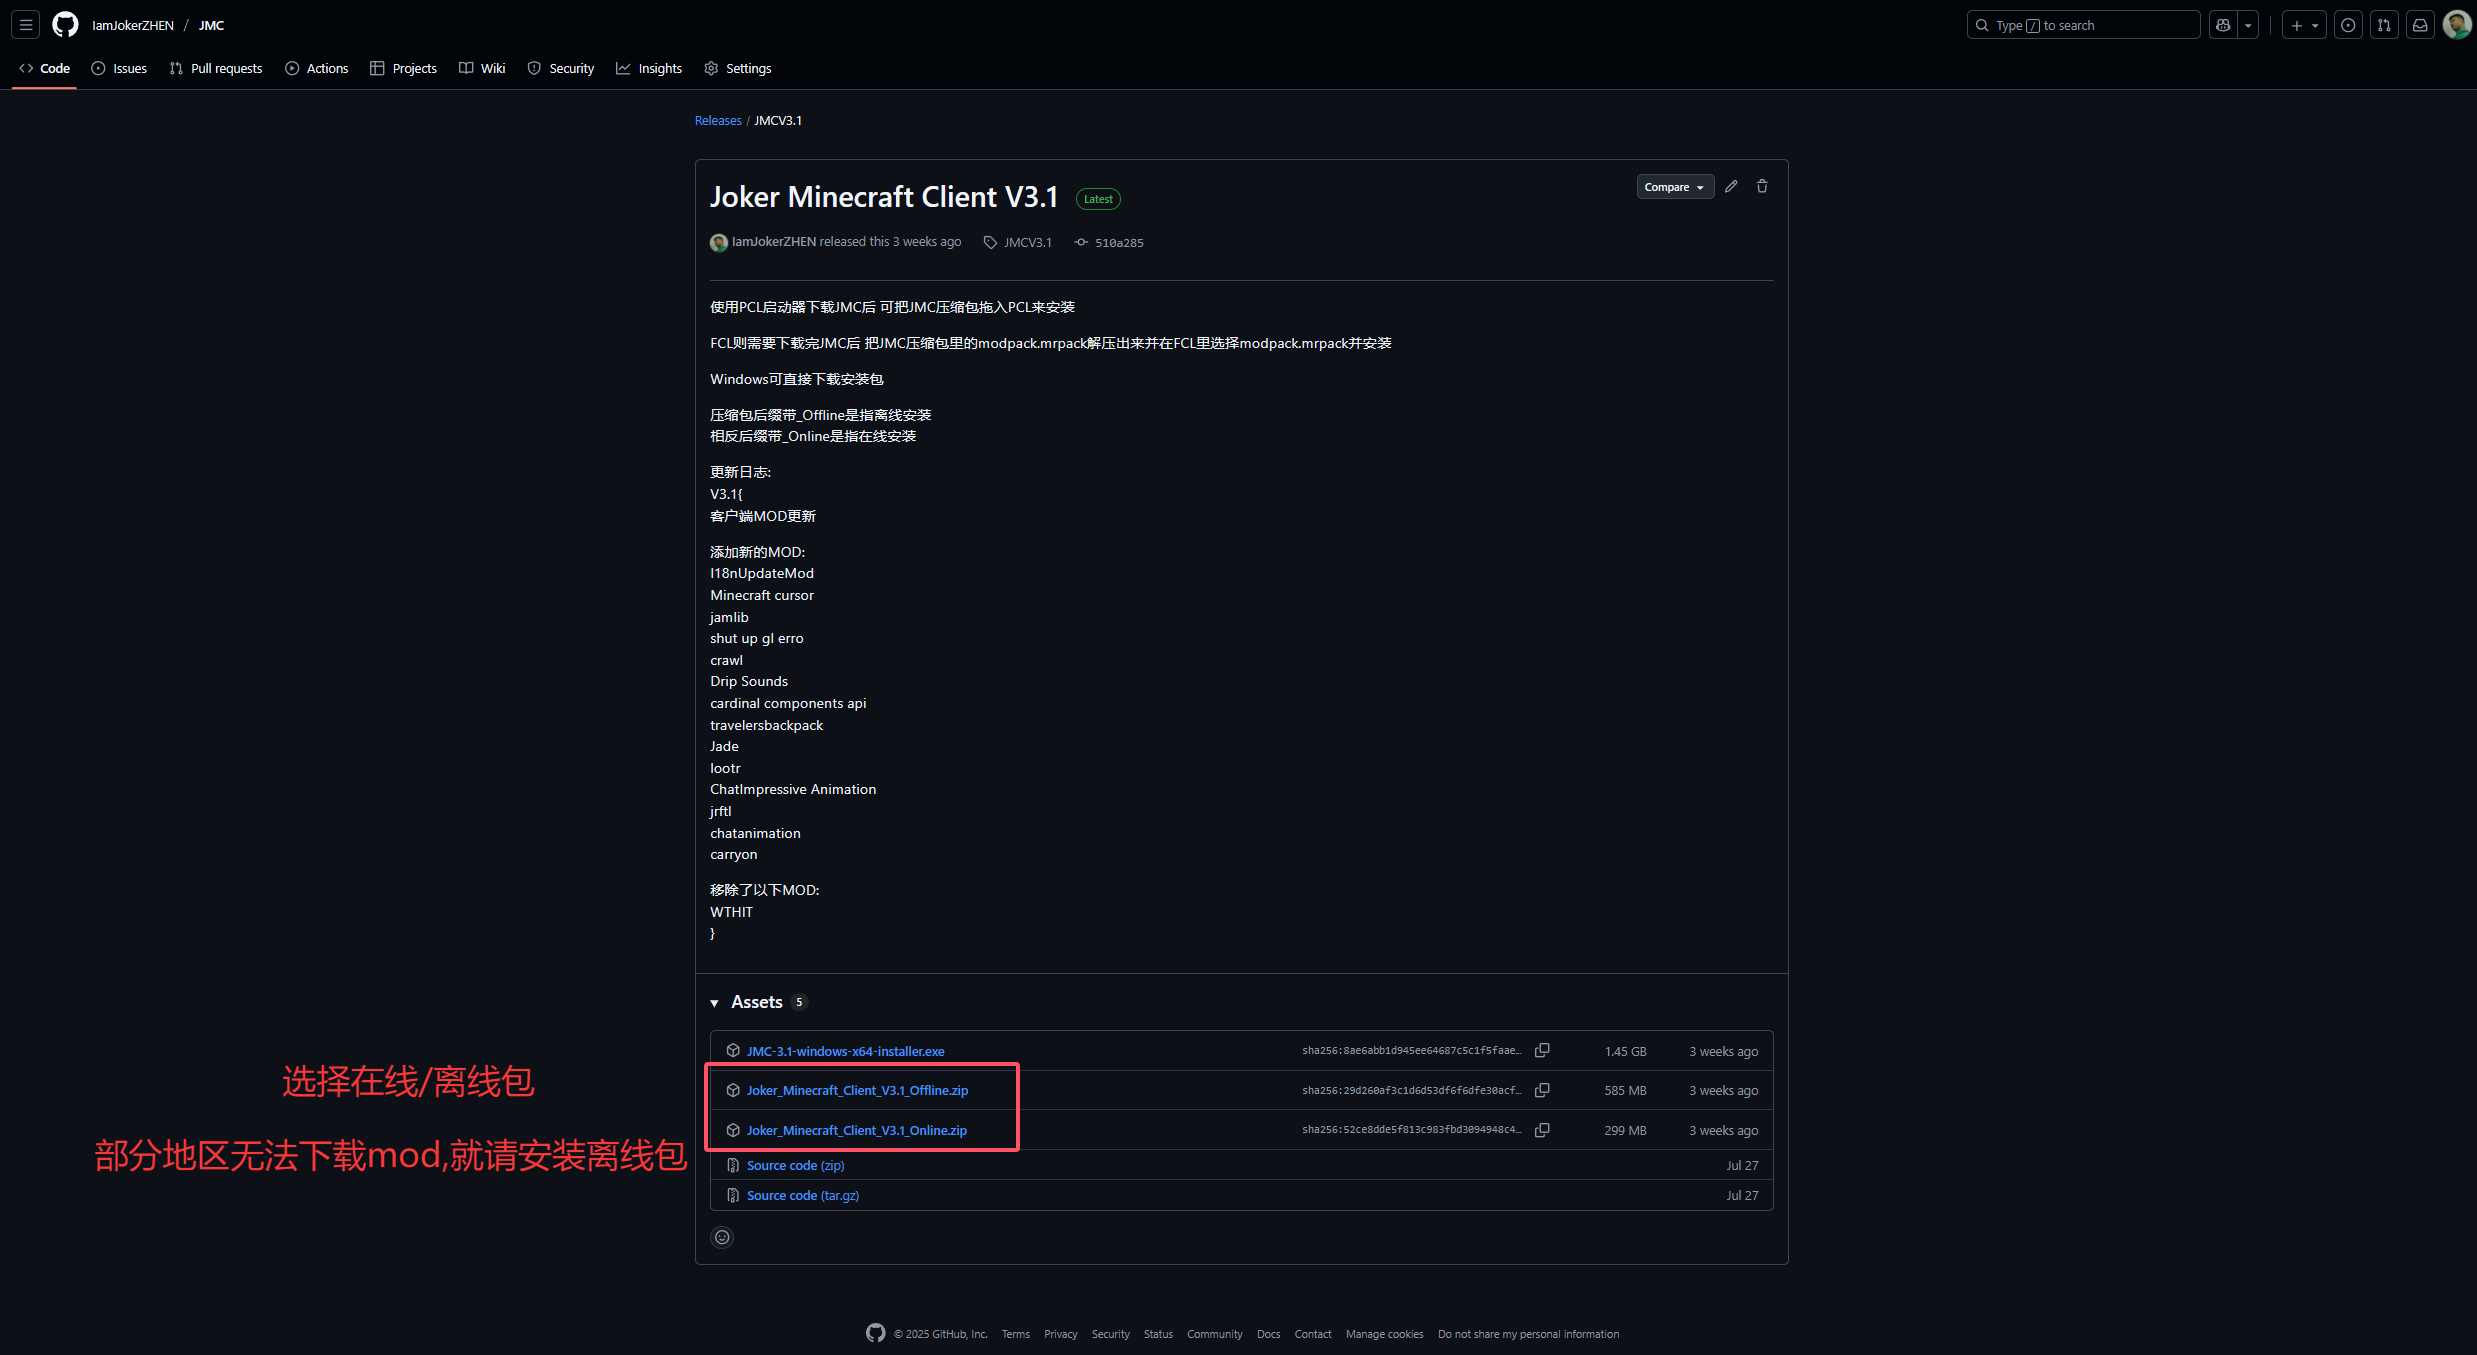 IamJokerZHEN / JMC
Type / to search
Code
Issues
Pull requests
Actions
Projects
Wiki
Security
Insights
Settings
Releases / JMCV3.1
Joker Minecraft Client V3.1 Latest
Compare
IamJokerZHEN released this 3 weeks ago JMCV3.1 510a285
使用PCL启动器下载JMC后 可把JMC压缩包拖入PCL来安装
FCL则需要下载完JMC后 把JMC压缩包里的modpack.mrpack解压出来并在FCL里选择modpack.mrpack并安装
Windows可直接下载安装包
压缩包后缀带_Offline是指离线安装
相反后缀带_Online是指在线安装
更新日志:
V3.1{
客户端MOD更新
添加新的MOD:
I18nUpdateMod
Minecraft cursor
jamlib
shut up gl erro
crawl
Drip Sounds
cardinal components api
travelersbackpack
Jade
lootr
ChatImpressive Animation
jrftl
chatanimation
carryon
移除了以下MOD:
WTHIT
}
Assets 5
JMC-3.1-windows-x64-installer.exe sha256:8ae6abb1d945ee64687c5c1f5faae... 1.45 GB 3 weeks ago
Joker_Minecraft_Client_V3.1_Offline.zip sha256:29d260af3c1d6d53df6f6dfe30acf... 585 MB 3 weeks ago
Joker_Minecraft_Client_V3.1_Online.zip sha256:52ce8dde5f813c983fbd3094948c4... 299 MB 3 weeks ago
Source code (zip) Jul 27
Source code (tar.gz) Jul 27
选择在线/离线包
部分地区无法下载mod,就请安装离线包
© 2025 GitHub, Inc. Terms Privacy Security Status Community Docs Contact Manage cookies Do not share my personal information